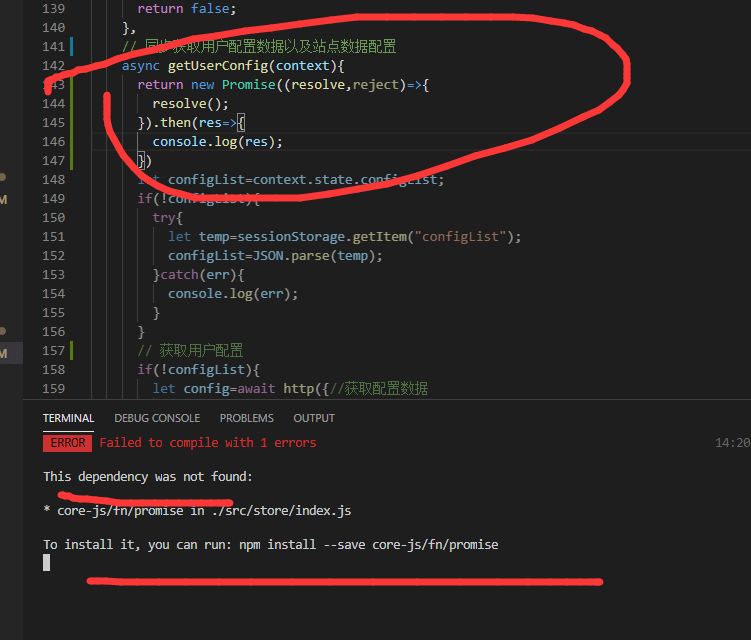 139 return false;
140 },
141 // 同步获取用户配置数据以及站点数据配置
142 async getUserConfig(context){
143 return new Promise((resolve,reject)=>{
144 resolve();
145 }).then(res=>{
146 console.log(res);
147 })
148 let configList=context.state.configList;
149 if(!configList){
150 try{
151 let temp=sessionStorage.getItem("configList");
152 configList=JSON.parse(temp);
153 }catch(err){
154 console.log(err);
155 }
156 }
M 157 // 获取用户配置
158 if(!configList){
159 let config=await http({//获取配置数据
TERMINAL DEBUG CONSOLE PROBLEMS OUTPUT
ERROR Failed to compile with 1 errors 14:20
This dependency was not found:
* core-js/fn/promise in ./src/store/index.js
To install it, you can run: npm install --save core-js/fn/promise